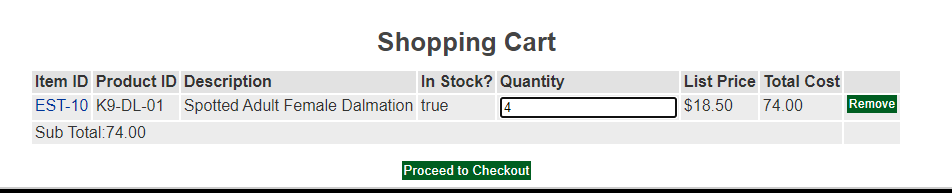 Shopping Cart
Item ID Product ID Description In Stock? Quantity List Price Total Cost
EST-10 K9-DL-01 Spotted Adult Female Dalmation true 4 $18.50 74.00 Remove
Sub Total:74.00
Proceed to Checkout